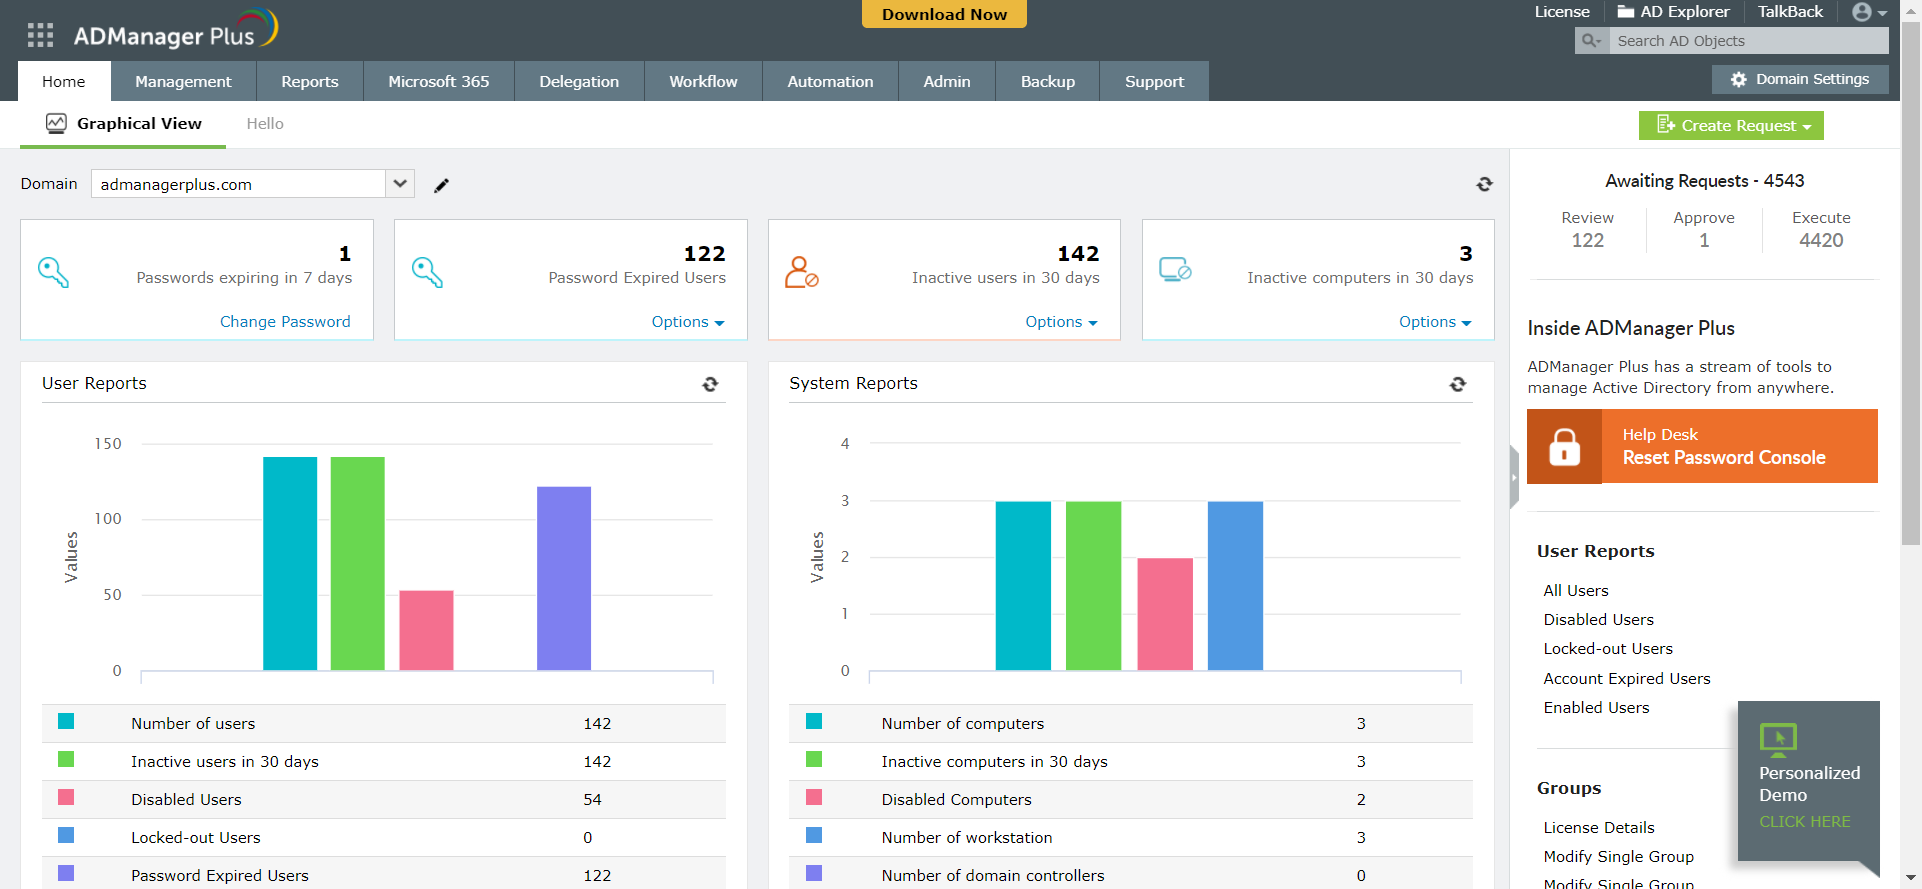 Download Now
License
AD Explorer
TalkBack
ADManager Plus
Search AD Objects
Home
Management
Reports
Microsoft 365
Delegation
Workflow
Automation
Admin
Backup
Support
Domain Settings
Graphical View
Hello
Create Request
Domain
admanagerplus.com
1
Passwords expiring in 7 days
Change Password
122
Password Expired Users
Options
142
Inactive users in 30 days
Options
3
Inactive computers in 30 days
Options
User Reports
150
100
50
0
Values
Number of users 142
Inactive users in 30 days 142
Disabled Users 54
Locked-out Users 0
Password Expired Users 122
System Reports
4
3
2
1
0
Values
Number of computers 3
Inactive computers in 30 days 3
Disabled Computers 2
Number of workstation 3
Number of domain controllers 0
Awaiting Requests - 4543
Review
122
Approve
1
Execute
4420
Inside ADManager Plus
ADManager Plus has a stream of tools to
manage Active Directory from anywhere.
Help Desk
Reset Password Console
User Reports
All Users
Disabled Users
Locked-out Users
Account Expired Users
Enabled Users
Groups
License Details
Modify Single Group
Modify Single Group
Personalized
Demo
CLICK HERE